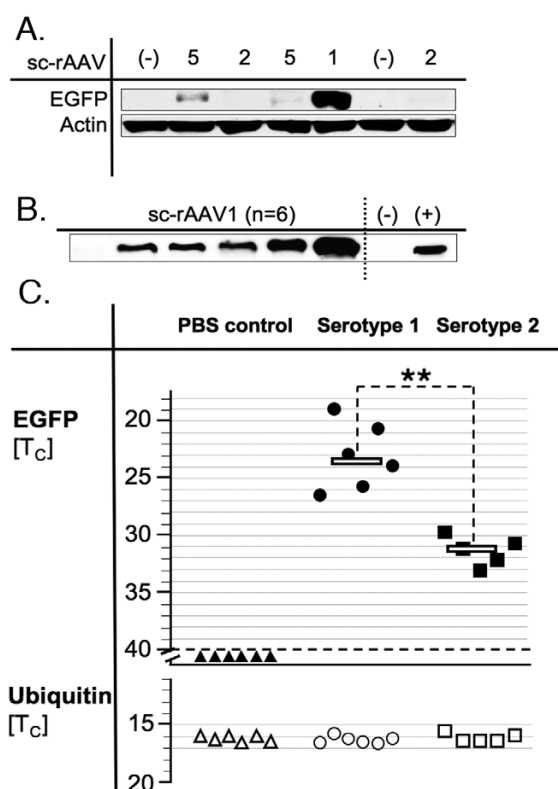 A.
sc-rAAV (-) 5 2 5 1 (-) 2
EGFP
Actin
B.
sc-rAAV1 (n=6) (-) (+)
C.
PBS control Serotype 1 Serotype 2
**
EGFP
[TC]
20
25
30
35
40
Ubiquitin
[TC]
15
20